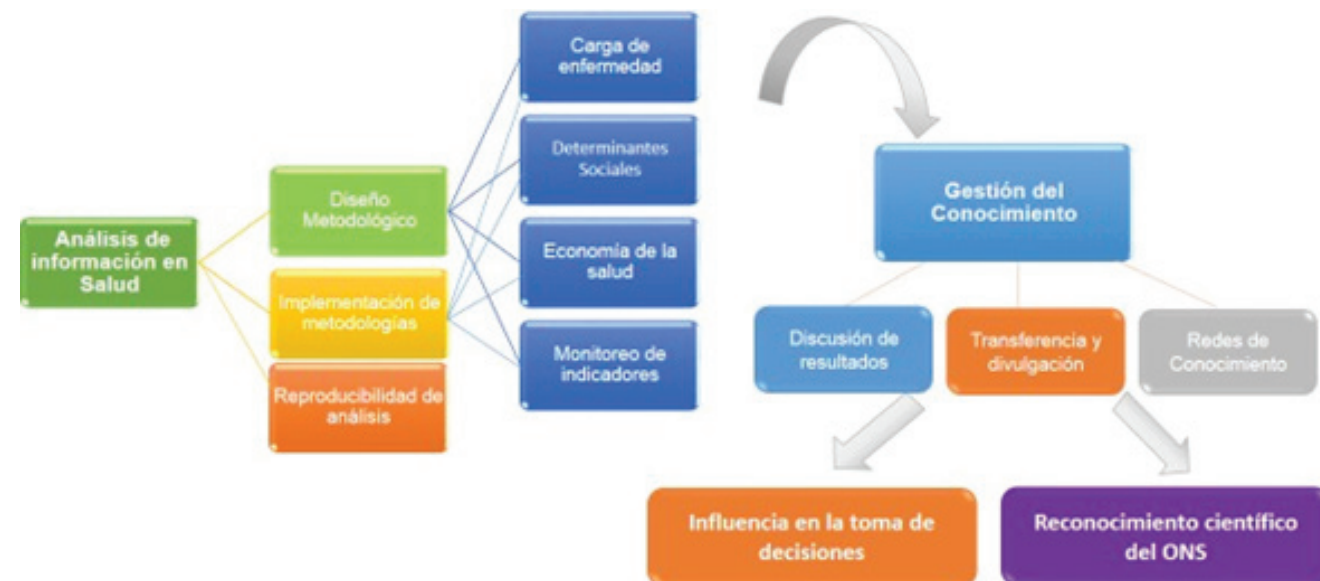 Análisis de
información en
Salud
Diseño
Metodológico
Implementación de
metodologías
Reproducibilidad de
análisis
Carga de
enfermedad
Determinantes
Sociales
Economía de la
salud
Monitoreo de
indicadores
Gestión del
Conocimiento
Discusión de
resultados
Transferencia y
divulgación
Redes de
Conocimiento
Influencia en la toma de
decisiones
Reconocimiento científico
del ONS